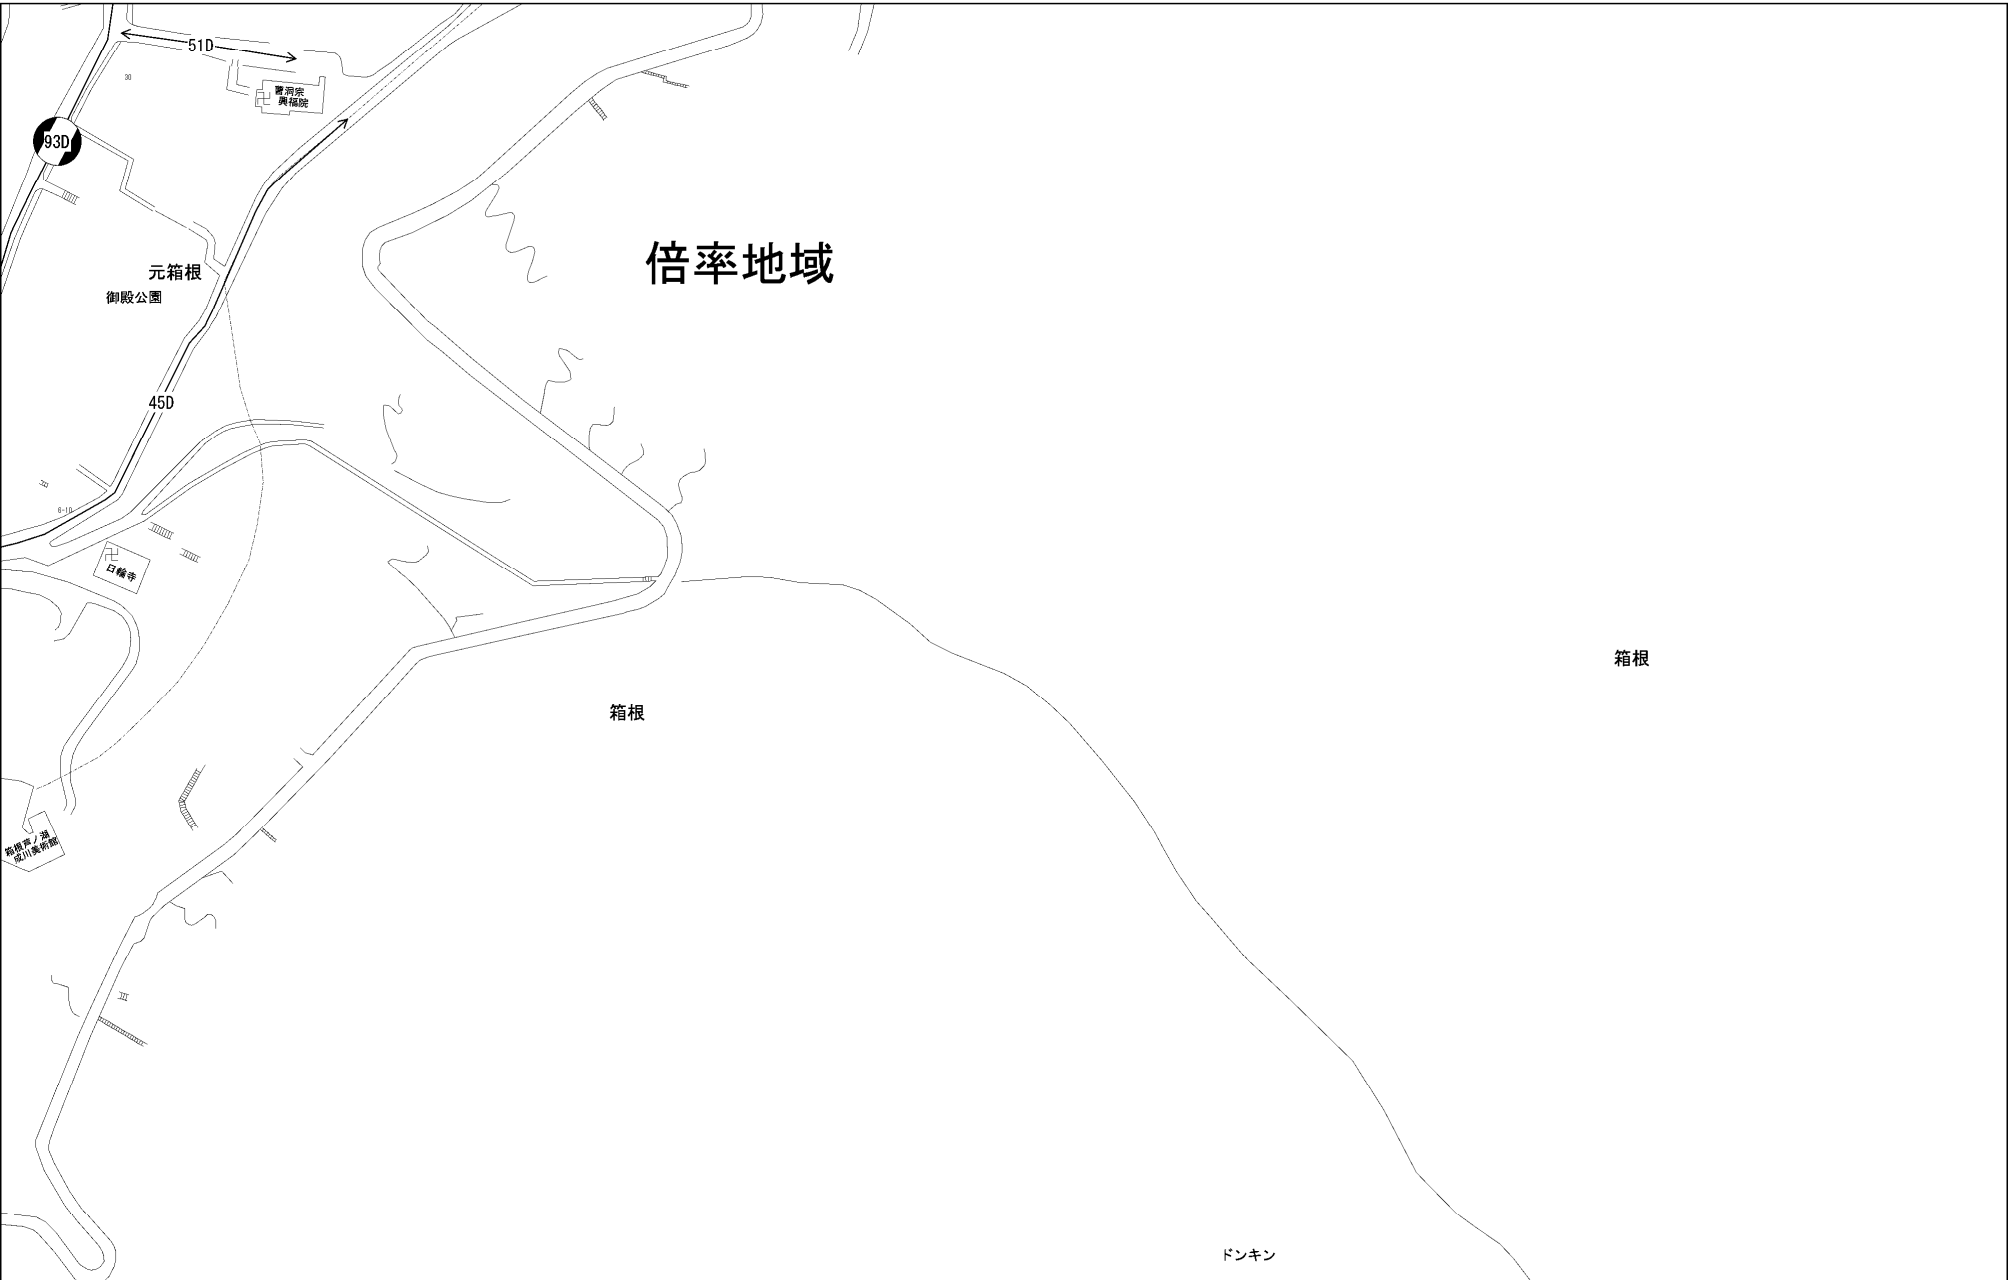 51D
30
曹洞宗
興福院
93D
倍率地域
元箱根
御殿公園
45D
6-10
日輪寺
箱根
箱根
箱根芦ノ湖
成川美術館
ドンキン